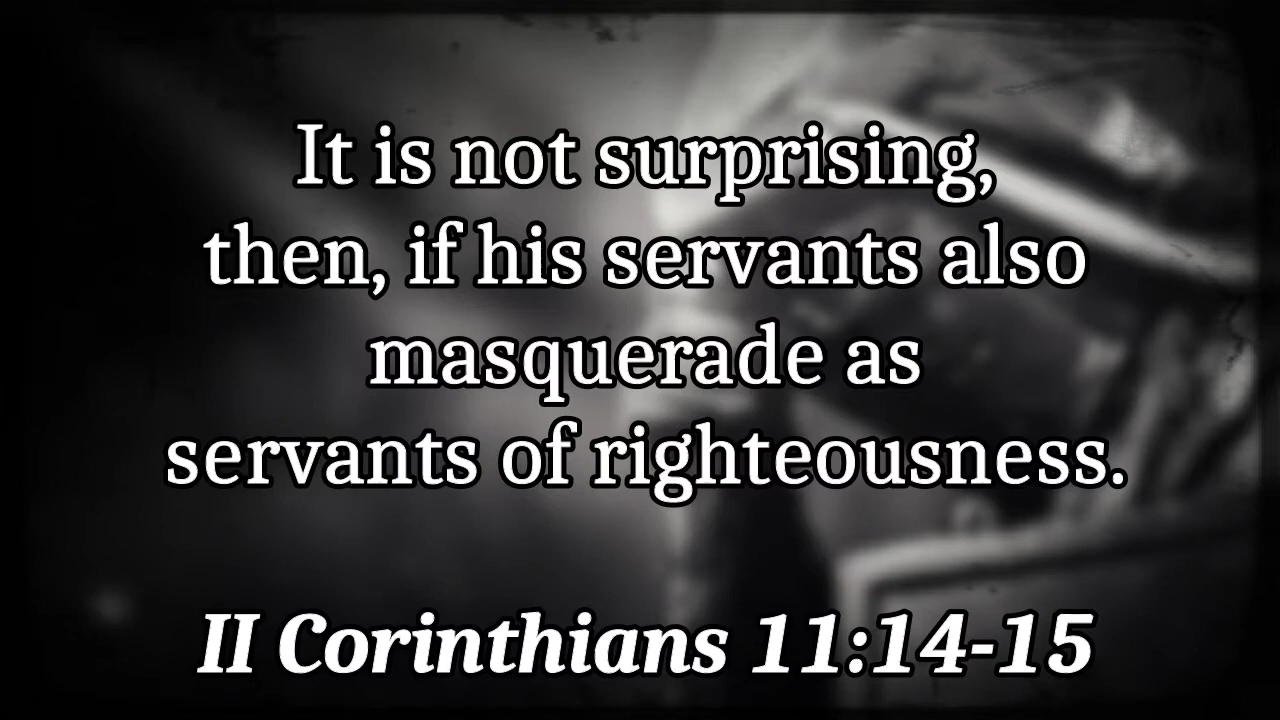 It is not surprising,
then, if his servants also
masquerade as
servants of righteousness.
II Corinthians 11:14-15